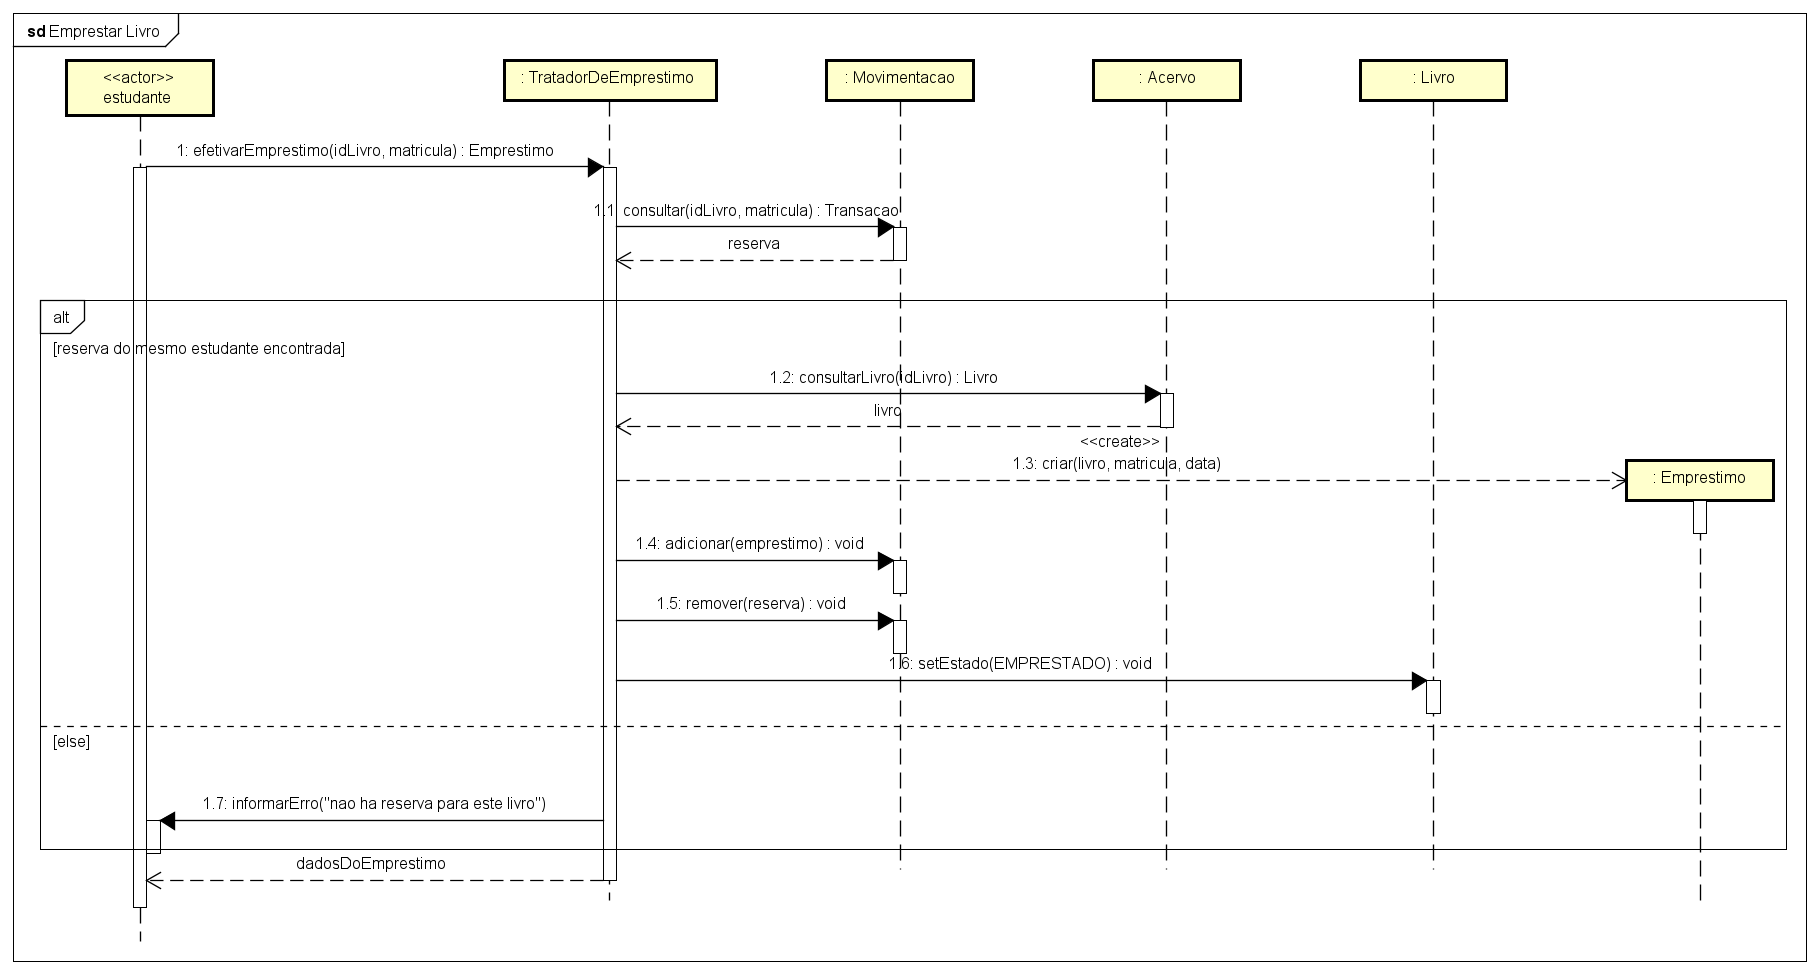 sd Emprestar Livro
<<actor>>
estudante
: TratadorDeEmprestimo
: Movimentacao
: Acervo
: Livro
1: efetivarEmprestimo(idLivro, matricula) : Emprestimo
1.1: consultar(idLivro, matricula) : Transacao
reserva
alt
[reserva do mesmo estudante encontrada]
1.2: consultarLivro(idLivro) : Livro
livro
<<create>>
1.3: criar(livro, matricula, data)
: Emprestimo
1.4: adicionar(emprestimo) : void
1.5: remover(reserva) : void
1.6: setEstado(EMPRESTADO) : void
[else]
1.7: informarErro("nao ha reserva para este livro")
dadosDoEmprestimo